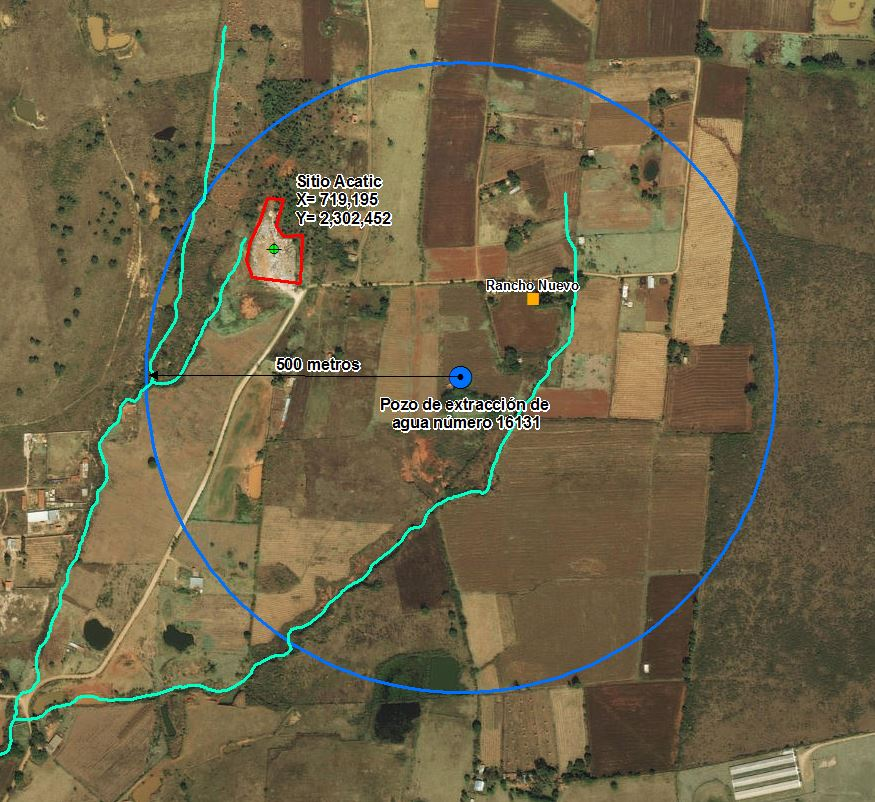 Sitio Acatic
X= 719,195
Y= 2,302,452
Rancho Nuevo
500 metros
Pozo de extracción de
agua número 16131